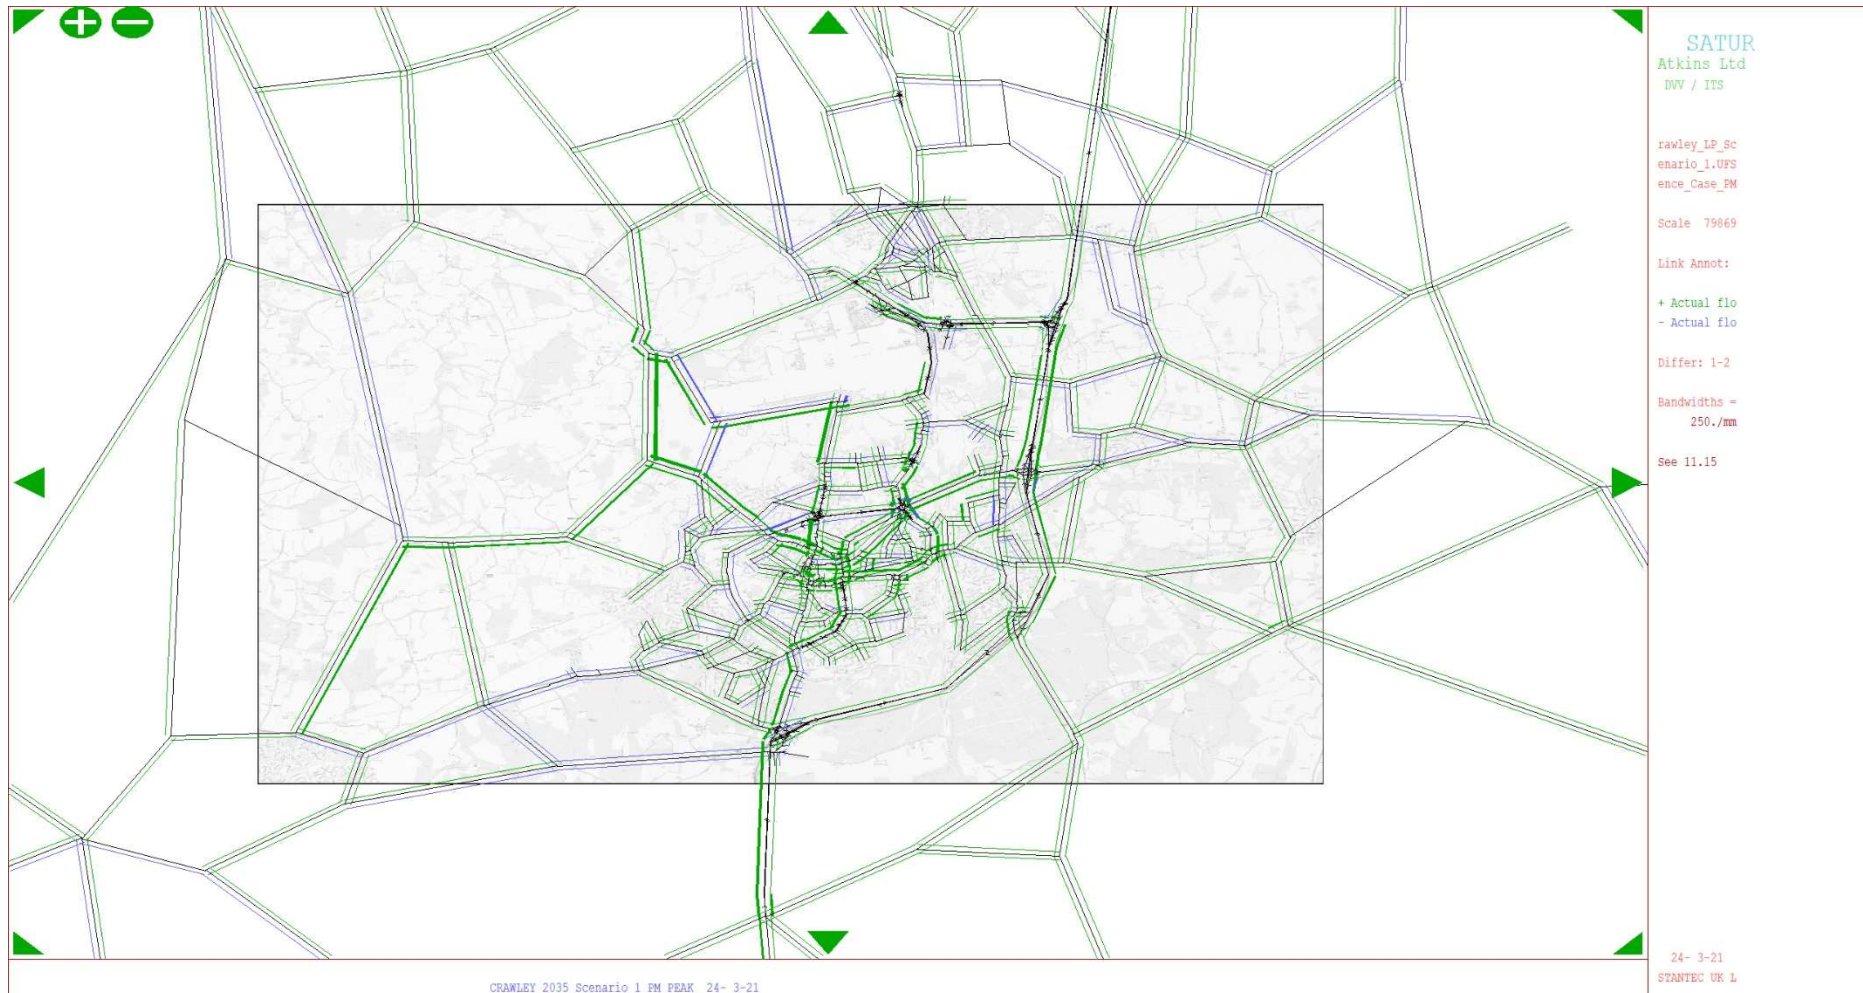 SATUR
Atkins Ltd
DVV / ITS
rawley_LP_Sc
enario_1.UFS
ence_Case_PM
Scale 79869
Link Annot:
+ Actual flo
- Actual flo
Differ: 1-2
Bandwidths =
250./mm
See 11.15
24- 3-21
STANTEC UK L
CRAWLEY 2035 Scenario 1 PM PEAK 24- 3-21